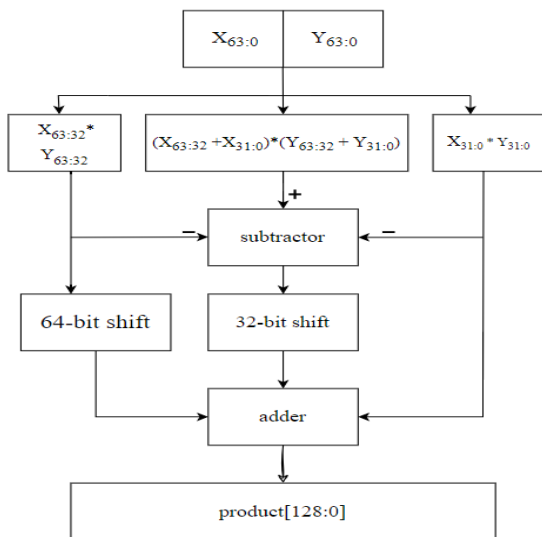 X63:0 Y63:0
X63:32*
Y63:32
(X63:32 +X31:0)*(Y63:32 + Y31:0)
X31:0 * Y31:0
+
− subtractor −
64-bit shift 32-bit shift
adder
product[128:0]